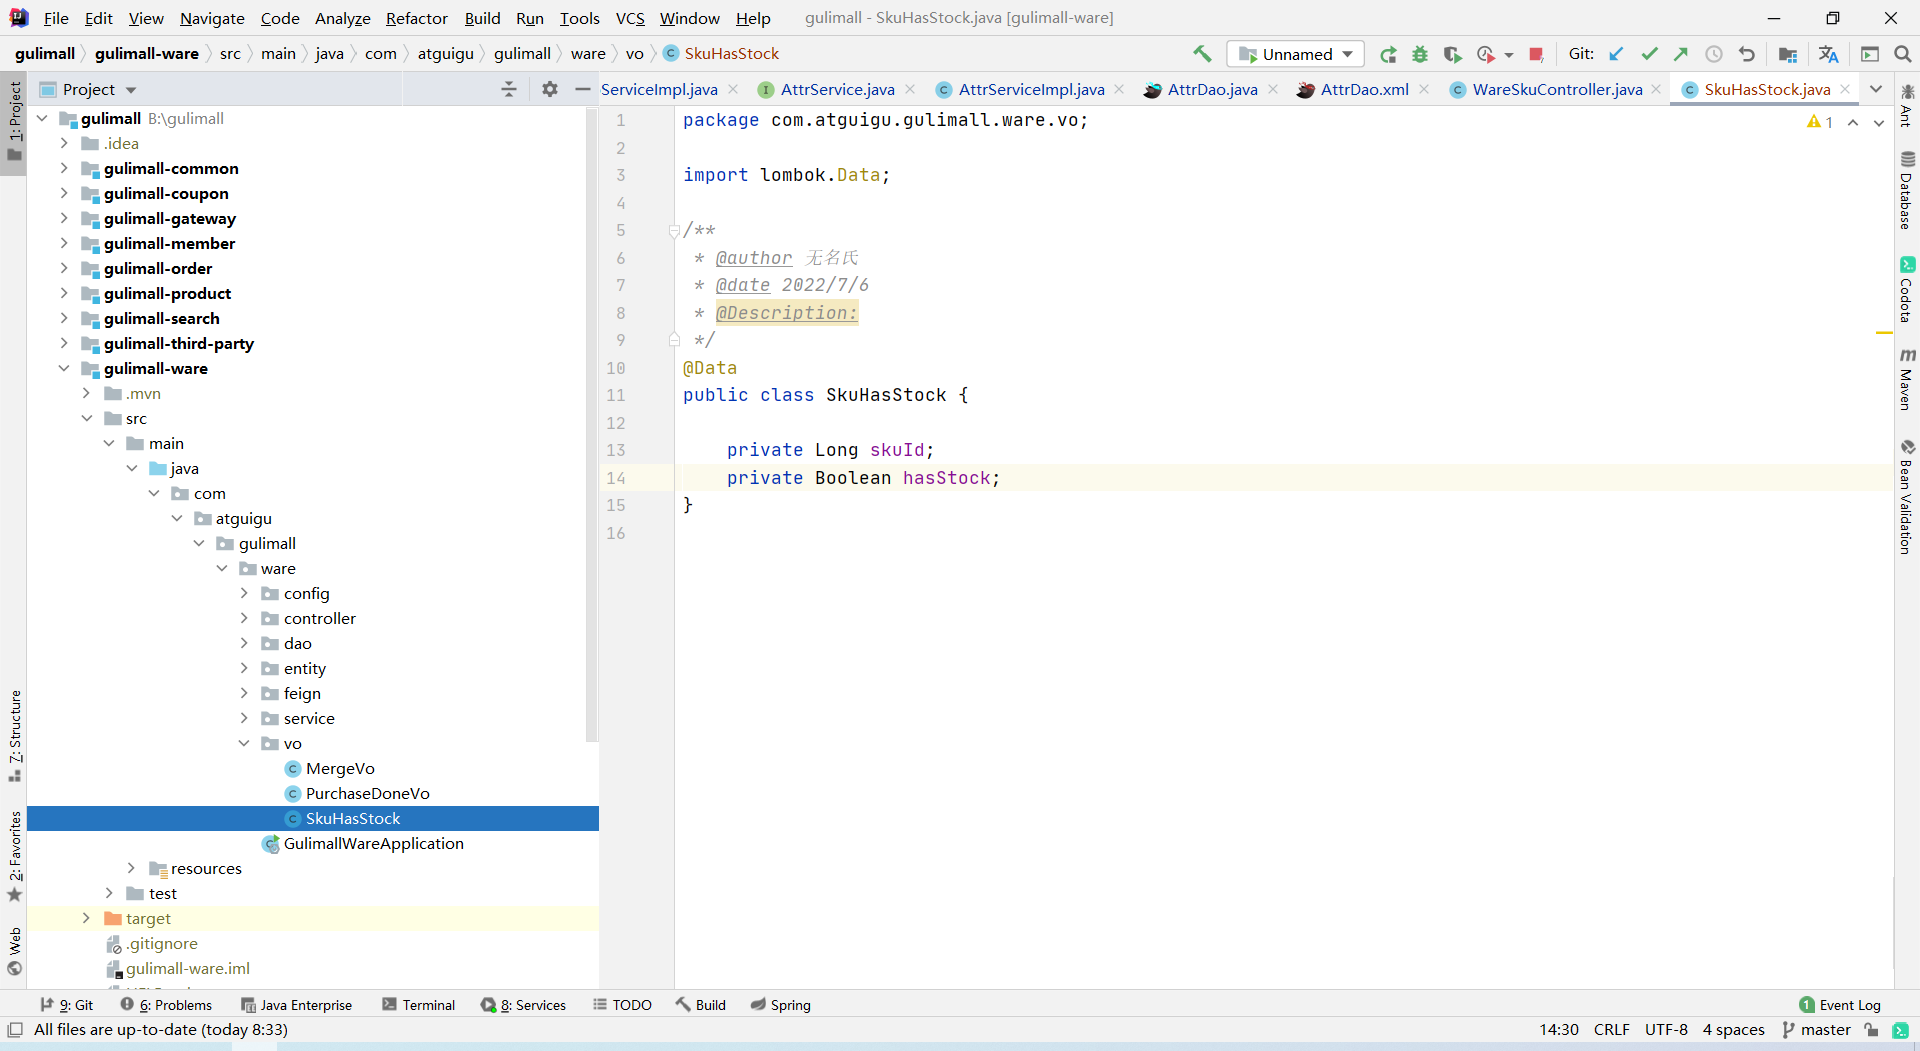 File Edit View Navigate Code Analyze Refactor Build Run Tools VCS Window Help gulimall - SkuHasStock.java [gulimall-ware]
gulimall gulimall-ware src main java com atguigu gulimall ware vo SkuHasStock Unnamed Git:
Project
ServiceImpl.java AttrService.java AttrServiceImpl.java AttrDao.java AttrDao.xml WareSkuController.java SkuHasStock.java
1: Project
7: Structure
2: Favorites
Web
gulimall B:\gulimall
.idea
gulimall-common
gulimall-coupon
gulimall-gateway
gulimall-member
gulimall-order
gulimall-product
gulimall-search
gulimall-third-party
gulimall-ware
.mvn
src
main
java
com
atguigu
gulimall
ware
config
controller
dao
entity
feign
service
vo
MergeVo
PurchaseDoneVo
SkuHasStock
GulimallWareApplication
resources
test
target
.gitignore
gulimall-ware.iml
1 package com.atguigu.gulimall.ware.vo;
2
3 import lombok.Data;
4
5 /**
6 * @author 无名氏
7 * @date 2022/7/6
8 * @Description:
9 */
10 @Data
11 public class SkuHasStock {
12
13 private Long skuId;
14 private Boolean hasStock;
15 }
16
1
Ant
Database
Codota
Maven
Bean Validation
9: Git 6: Problems Java Enterprise Terminal 8: Services TODO Build Spring 1 Event Log
All files are up-to-date (today 8:33) 14:30 CRLF UTF-8 4 spaces master